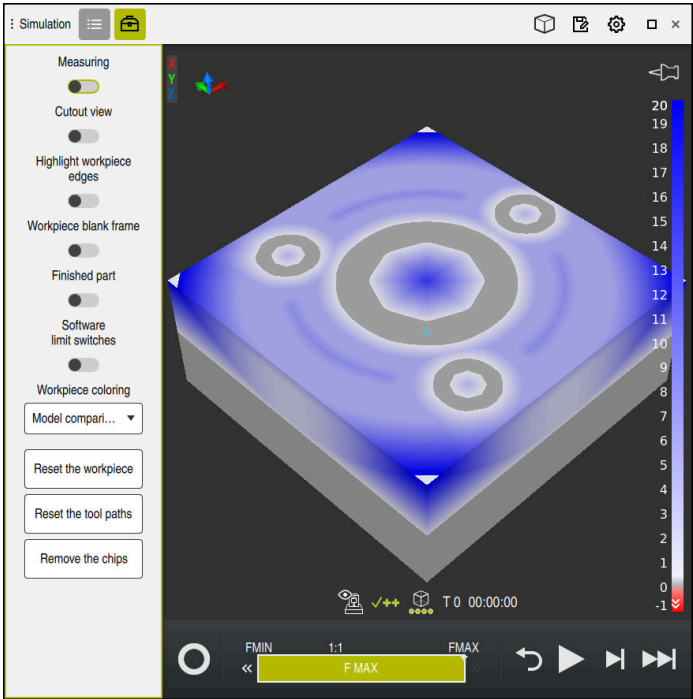 Simulation
Measuring
Cutout view
Highlight workpiece
edges
Workpiece blank frame
Finished part
Software
limit switches
Workpiece coloring
Model compari...
Reset the workpiece
Reset the tool paths
Remove the chips
X
Y
Z
20
19
18
17
16
15
14
13
12
11
10
9
8
7
6
5
4
3
2
1
0
-1
T 0 00:00:00
FMIN 1:1 FMAX
F MAX